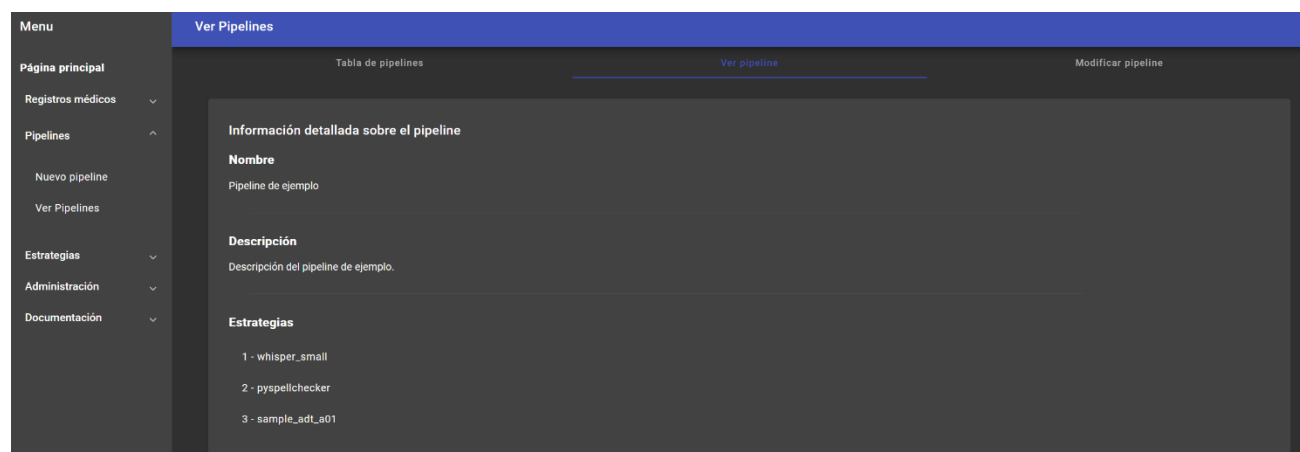 Menu
Ver Pipelines
Página principal
Registros médicos
Pipelines
Nuevo pipeline
Ver Pipelines
Estrategias
Administración
Documentación
Tabla de pipelines
Ver pipeline
Modificar pipeline
Información detallada sobre el pipeline
Nombre
Pipeline de ejemplo
Descripción
Descripción del pipeline de ejemplo.
Estrategias
1 - whisper_small
2 - pyspellchecker
3 - sample_adt_a01